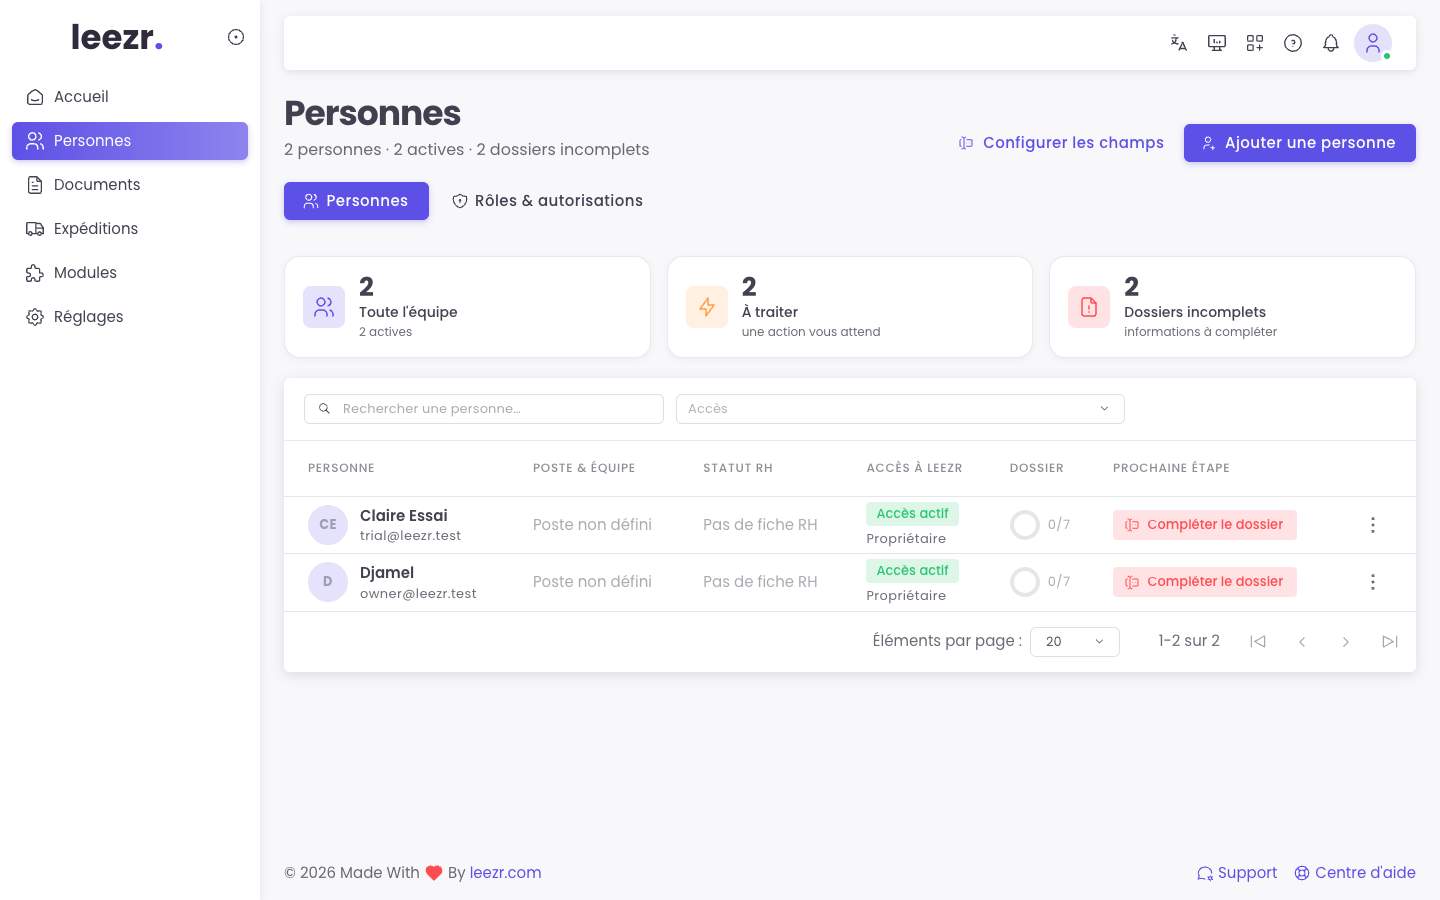 leezr.
Accueil
Personnes
Documents
Expéditions
Modules
Réglages
Personnes
2 personnes · 2 actives · 2 dossiers incomplets
Configurer les champs
Ajouter une personne
Personnes
Rôles & autorisations
2
Toute l'équipe
2 actives
2
À traiter
une action vous attend
2
Dossiers incomplets
informations à compléter
Rechercher une personne...
Accès
PERSONNE POSTE & ÉQUIPE STATUT RH ACCÈS À LEEZR DOSSIER PROCHAINE ÉTAPE
CE Claire Essai Poste non défini Pas de fiche RH Accès actif 0/7 Compléter le dossier
trial@leezr.test Propriétaire
D Djamel Poste non défini Pas de fiche RH Accès actif 0/7 Compléter le dossier
owner@leezr.test Propriétaire
Éléments par page : 20 1-2 sur 2
© 2026 Made With By leezr.com
Support Centre d'aide